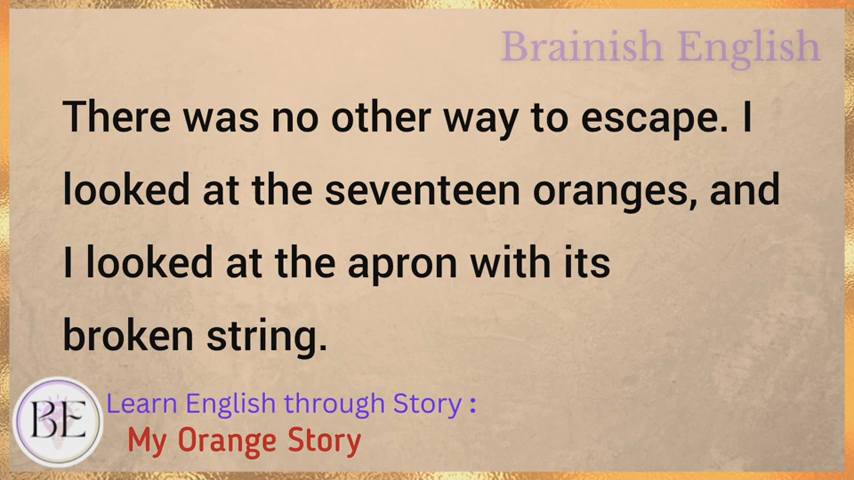 Brainish English
There was no other way to escape. I
looked at the seventeen oranges, and
I looked at the apron with its
broken string.
BE
Learn English through Story :
My Orange Story